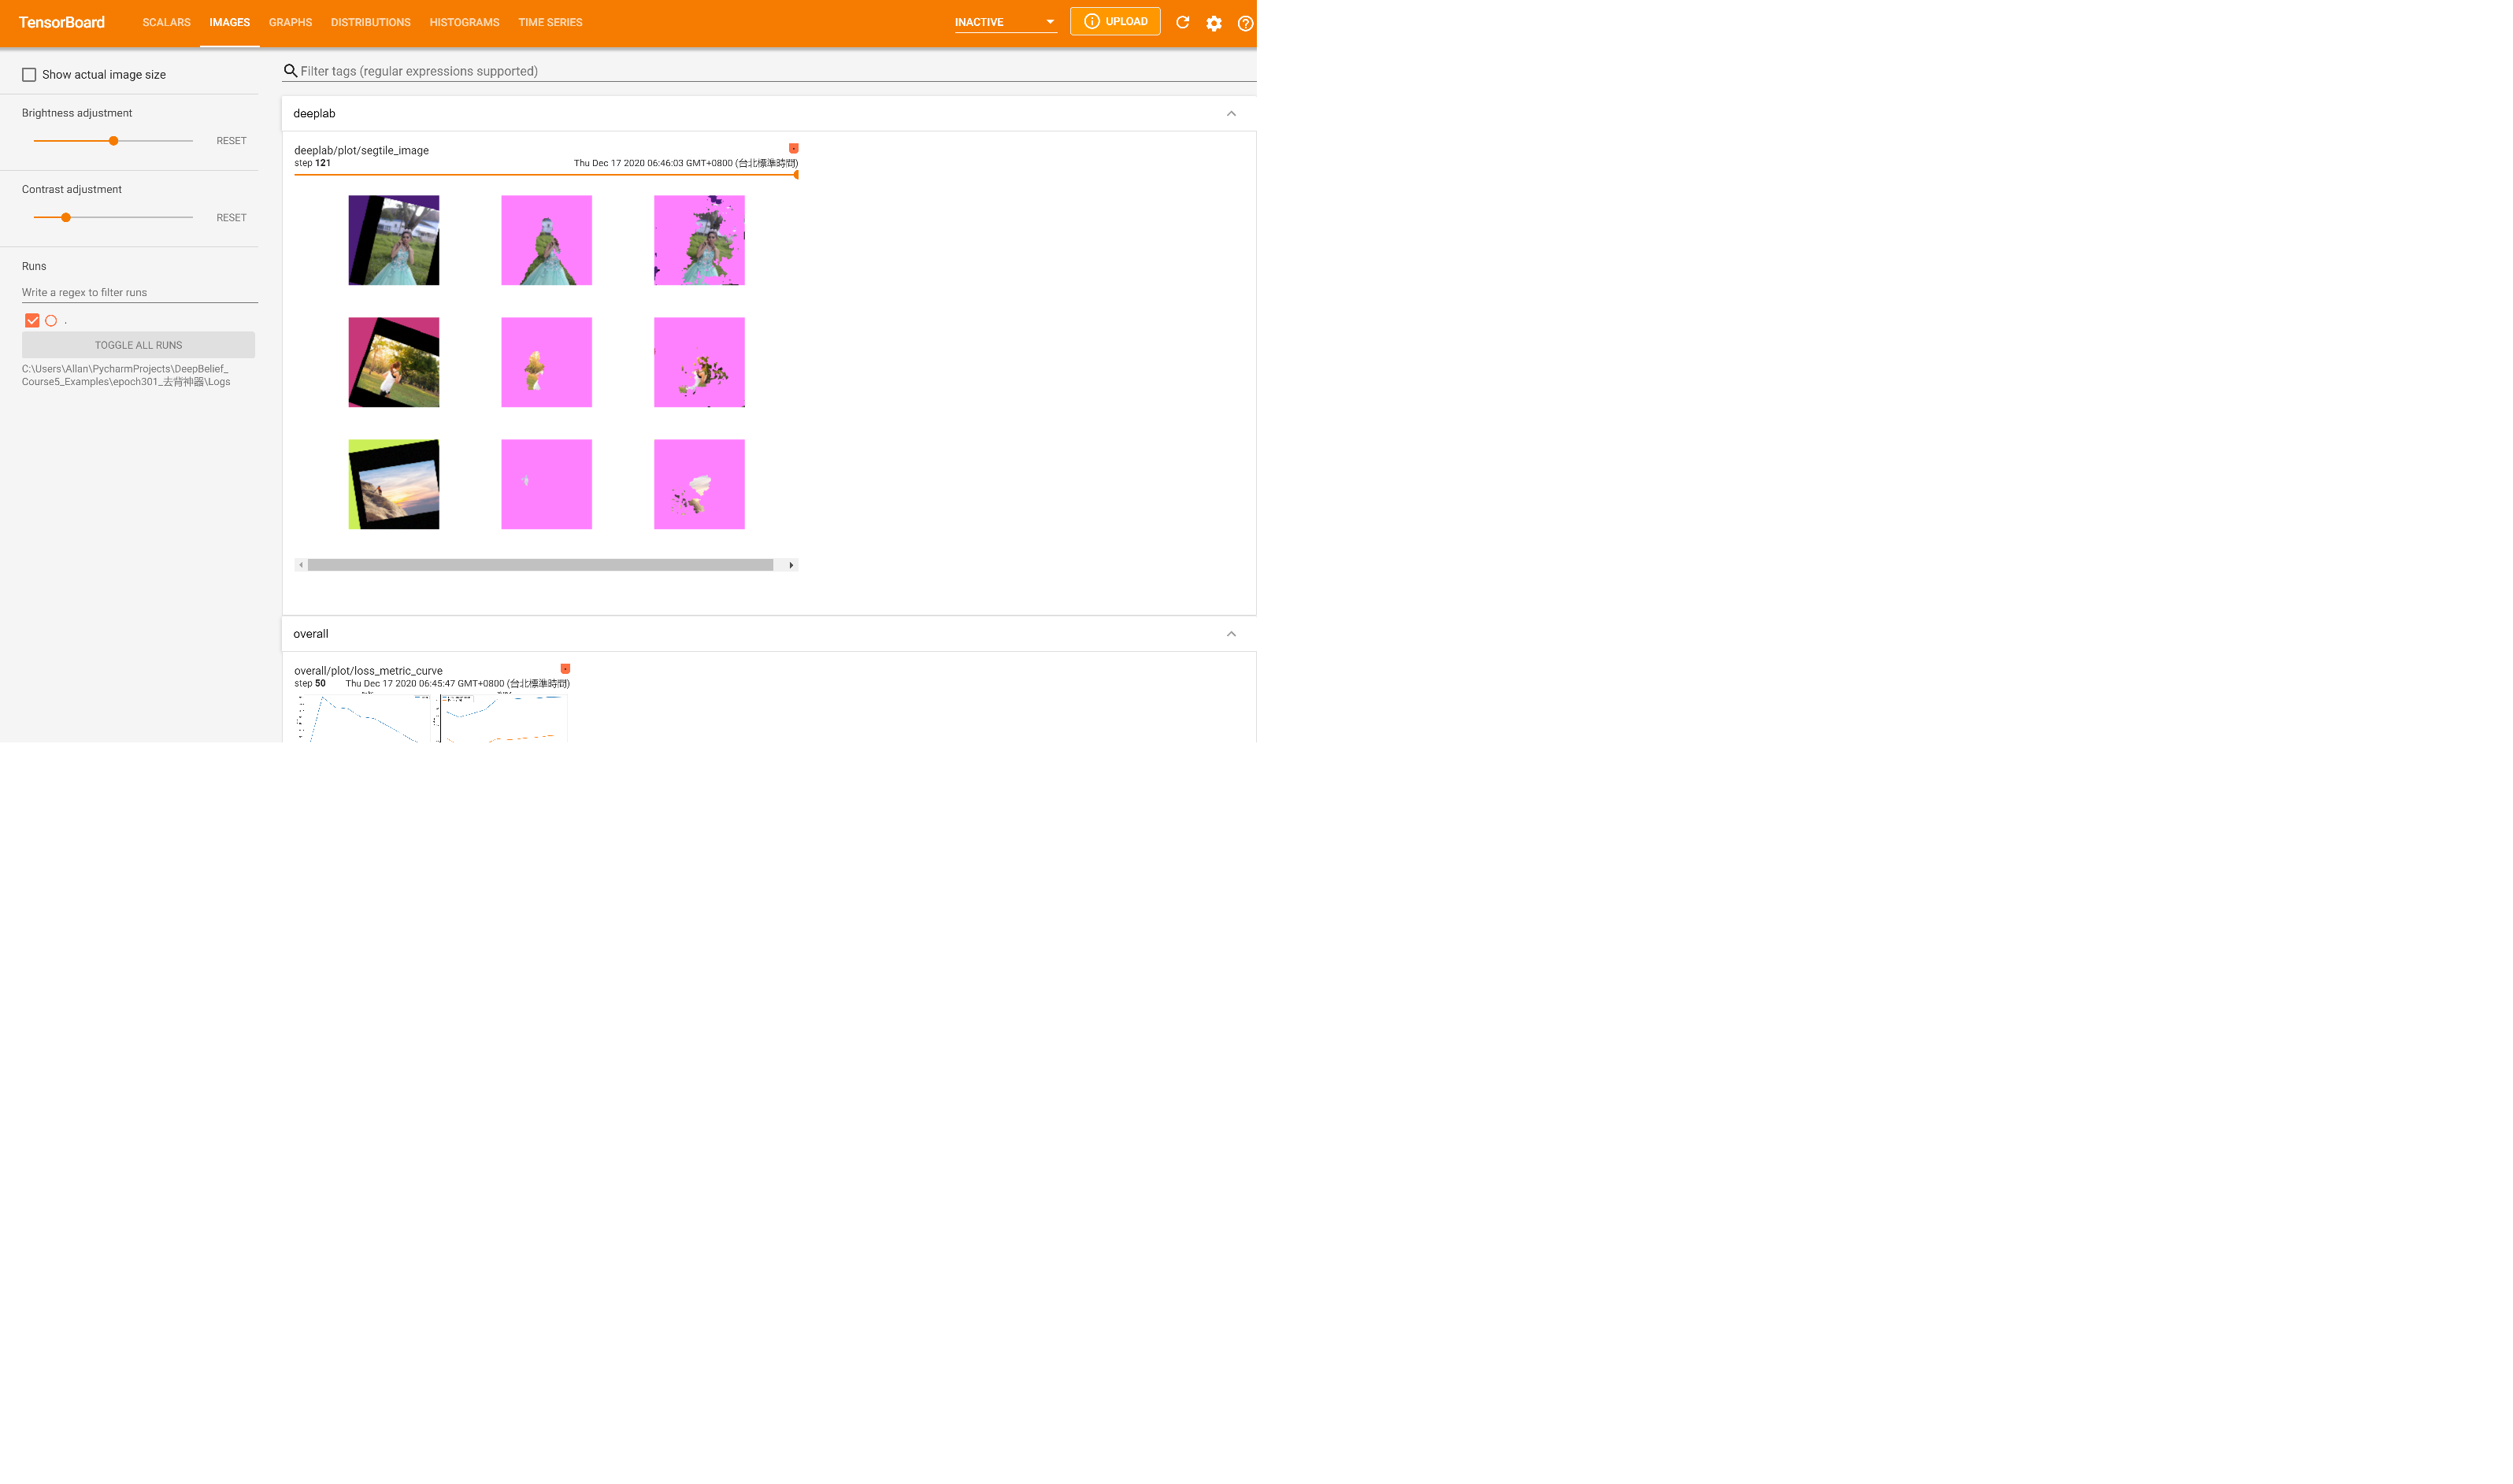 TensorBoard
SCALARS IMAGES GRAPHS DISTRIBUTIONS HISTOGRAMS TIME SERIES
INACTIVE
UPLOAD
Show actual image size
Filter tags (regular expressions supported)
Brightness adjustment
RESET
Contrast adjustment
RESET
Runs
Write a regex to filter runs
.
TOGGLE ALL RUNS
C:\Users\Allan\PycharmProjects\DeepBelief_
Course5_Examples\epoch301_去背神器\Logs
deeplab
deeplab/plot/segtile_image
step 121 Thu Dec 17 2020 06:46:03 GMT+0800 (台北標準時間)
overall
overall/plot/loss_metric_curve
step 50 Thu Dec 17 2020 06:45:47 GMT+0800 (台北標準時間)